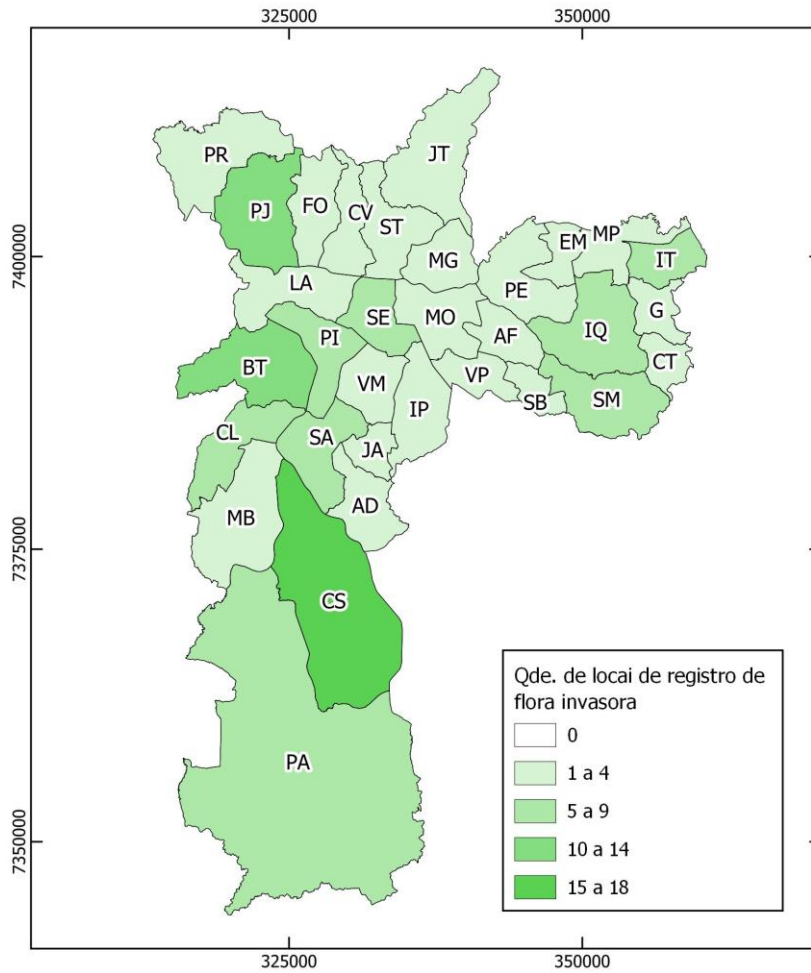 325000 350000
JT
PR
PJ FO CV ST
7400000
MG
EM MP
IT
LA
PE
G
SE MO
AF IQ
PI
BT
VM VP CT
SB SM
IP
CL SA
JA
MB AD
7375000
CS
Qde. de locai de registro de
flora invasora
0
1 a 4
PA
5 a 9
10 a 14
7350000
15 a 18
325000 350000